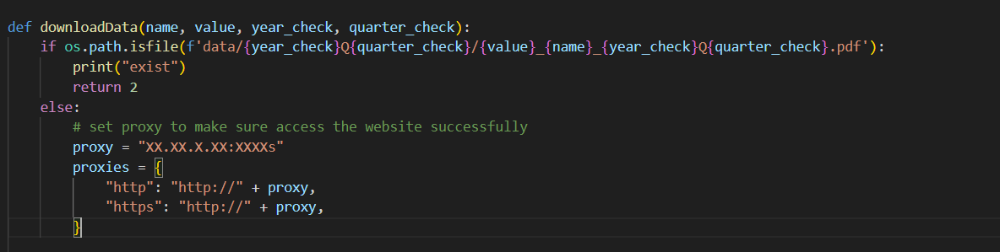 def downloadData(name, value, year_check, quarter_check):
    if os.path.isfile(f'data/{year_check}Q{quarter_check}/{value}_{name}_{year_check}Q{quarter_check}.pdf'):
        print("exist")
        return 2
    else:
        # set proxy to make sure access the website successfully
        proxy = "XX.XX.X.XX:XXXXs"
        proxies = {
            "http": "http://" + proxy,
            "https": "http://" + proxy,
        }